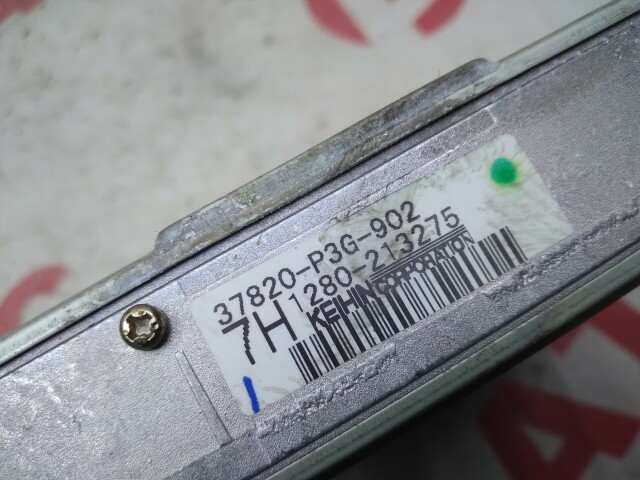 37820-P3G-902
7H 1280-213275
KEIHIN CORPORATION